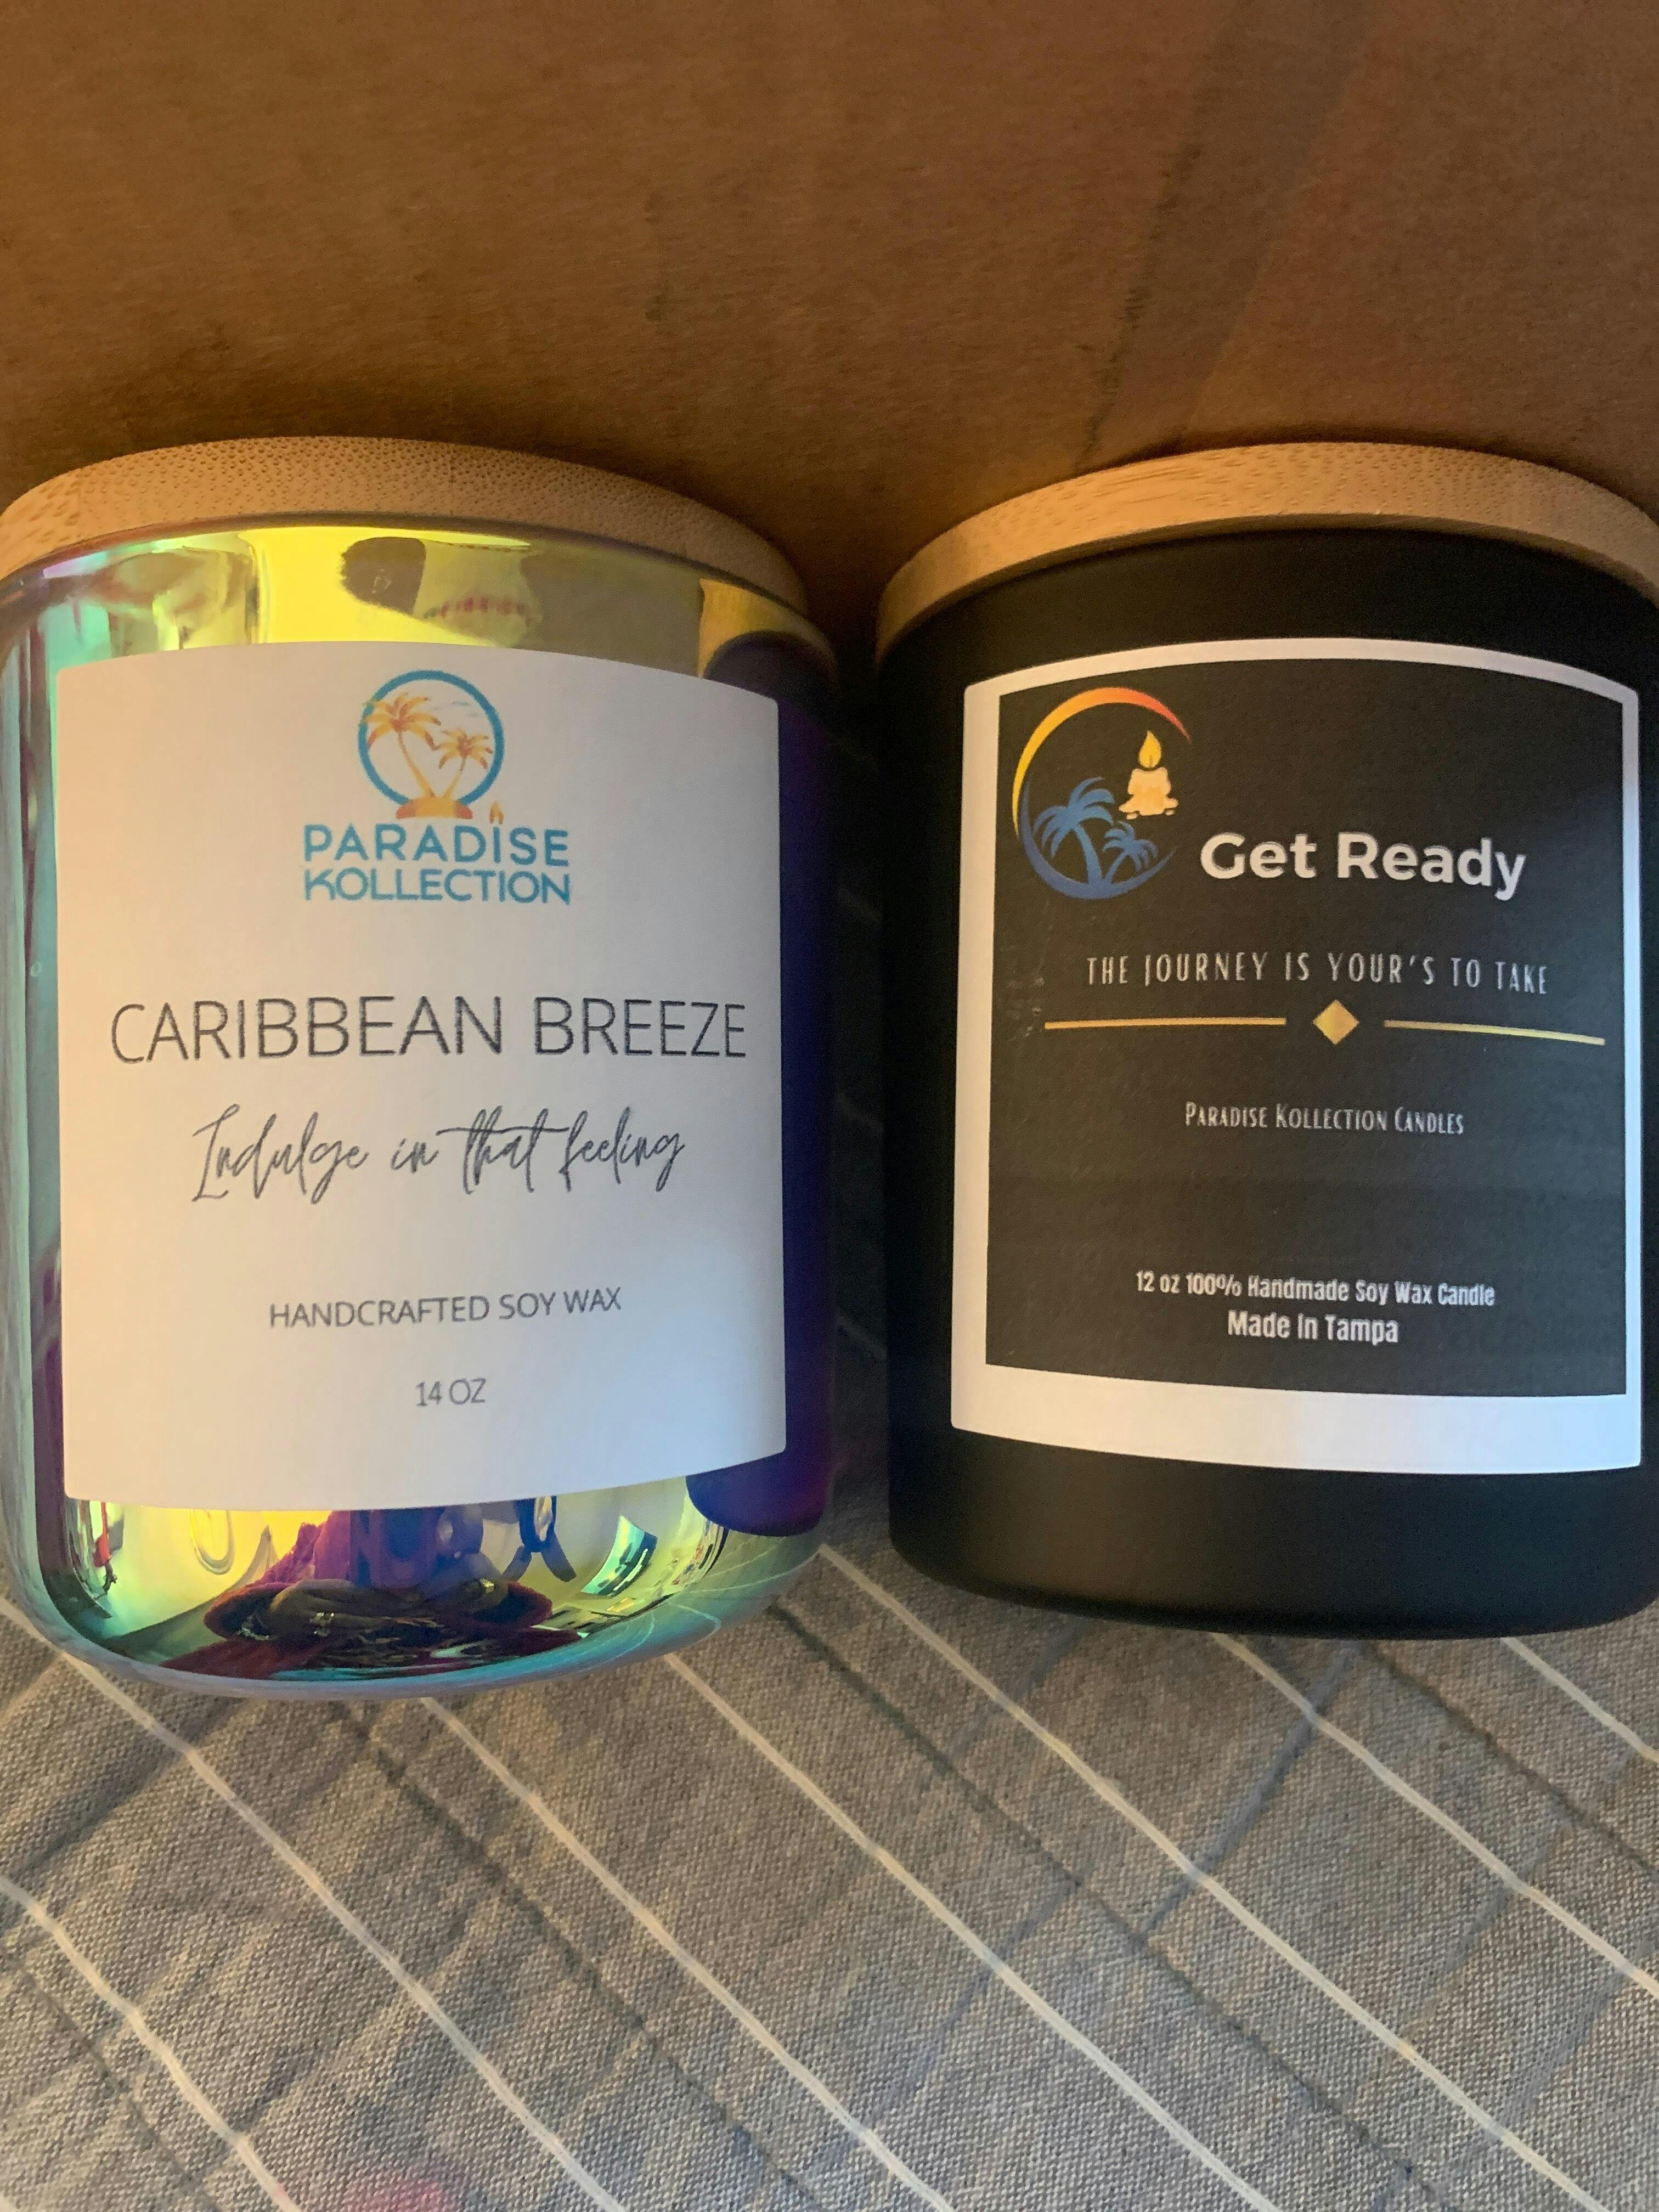 PARADISE
KOLLECTION
CARIBBEAN BREEZE
Indulge in that feeling
HANDCRAFTED SOY WAX
14 OZ
Get Ready
THE JOURNEY IS YOUR'S TO TAKE
PARADISE KOLLECTION CANDLES
12 oz 100% Handmade Soy Wax Candle
Made In Tampa